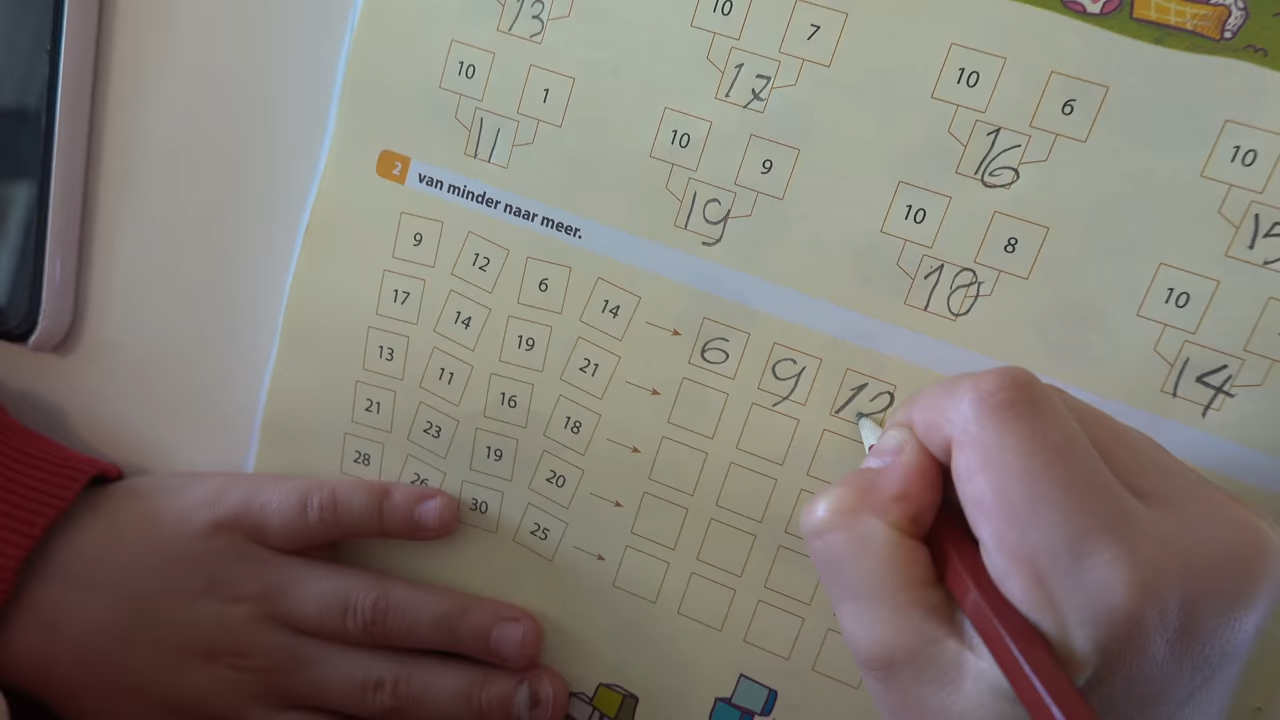 13
10 7
17
10 1
11
10 9
19
10 6
16
10 8
18
10
15
10
14
2 van minder naar meer.
9 12 6 14 6 9 12
17 14 19 21
13 11 16 18
21 23 19 20
28 26 30 25